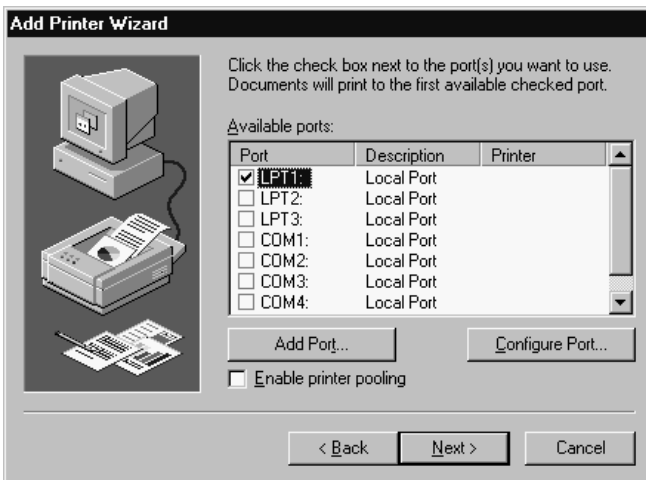 Add Printer Wizard
Click the check box next to the port(s) you want to use.
Documents will print to the first available checked port.
Available ports:
Port Description Printer
LPT1: Local Port
LPT2: Local Port
LPT3: Local Port
COM1: Local Port
COM2: Local Port
COM3: Local Port
COM4: Local Port
Add Port... Configure Port...
Enable printer pooling
< Back Next > Cancel